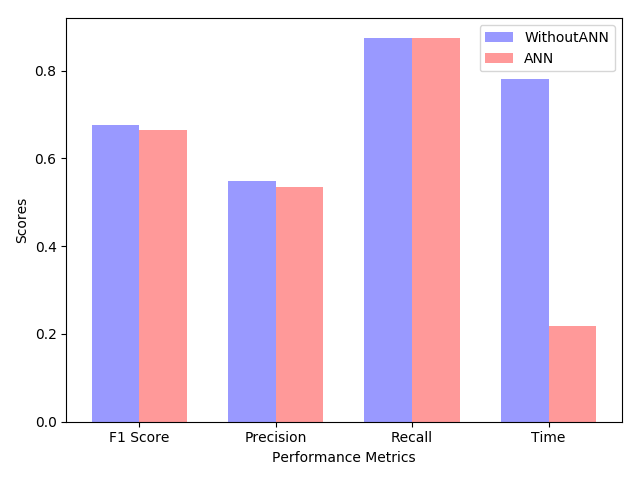 WithoutANN
ANN
0.8
0.6
0.4
0.2
0.0
Scores
F1 Score Precision Recall Time
Performance Metrics